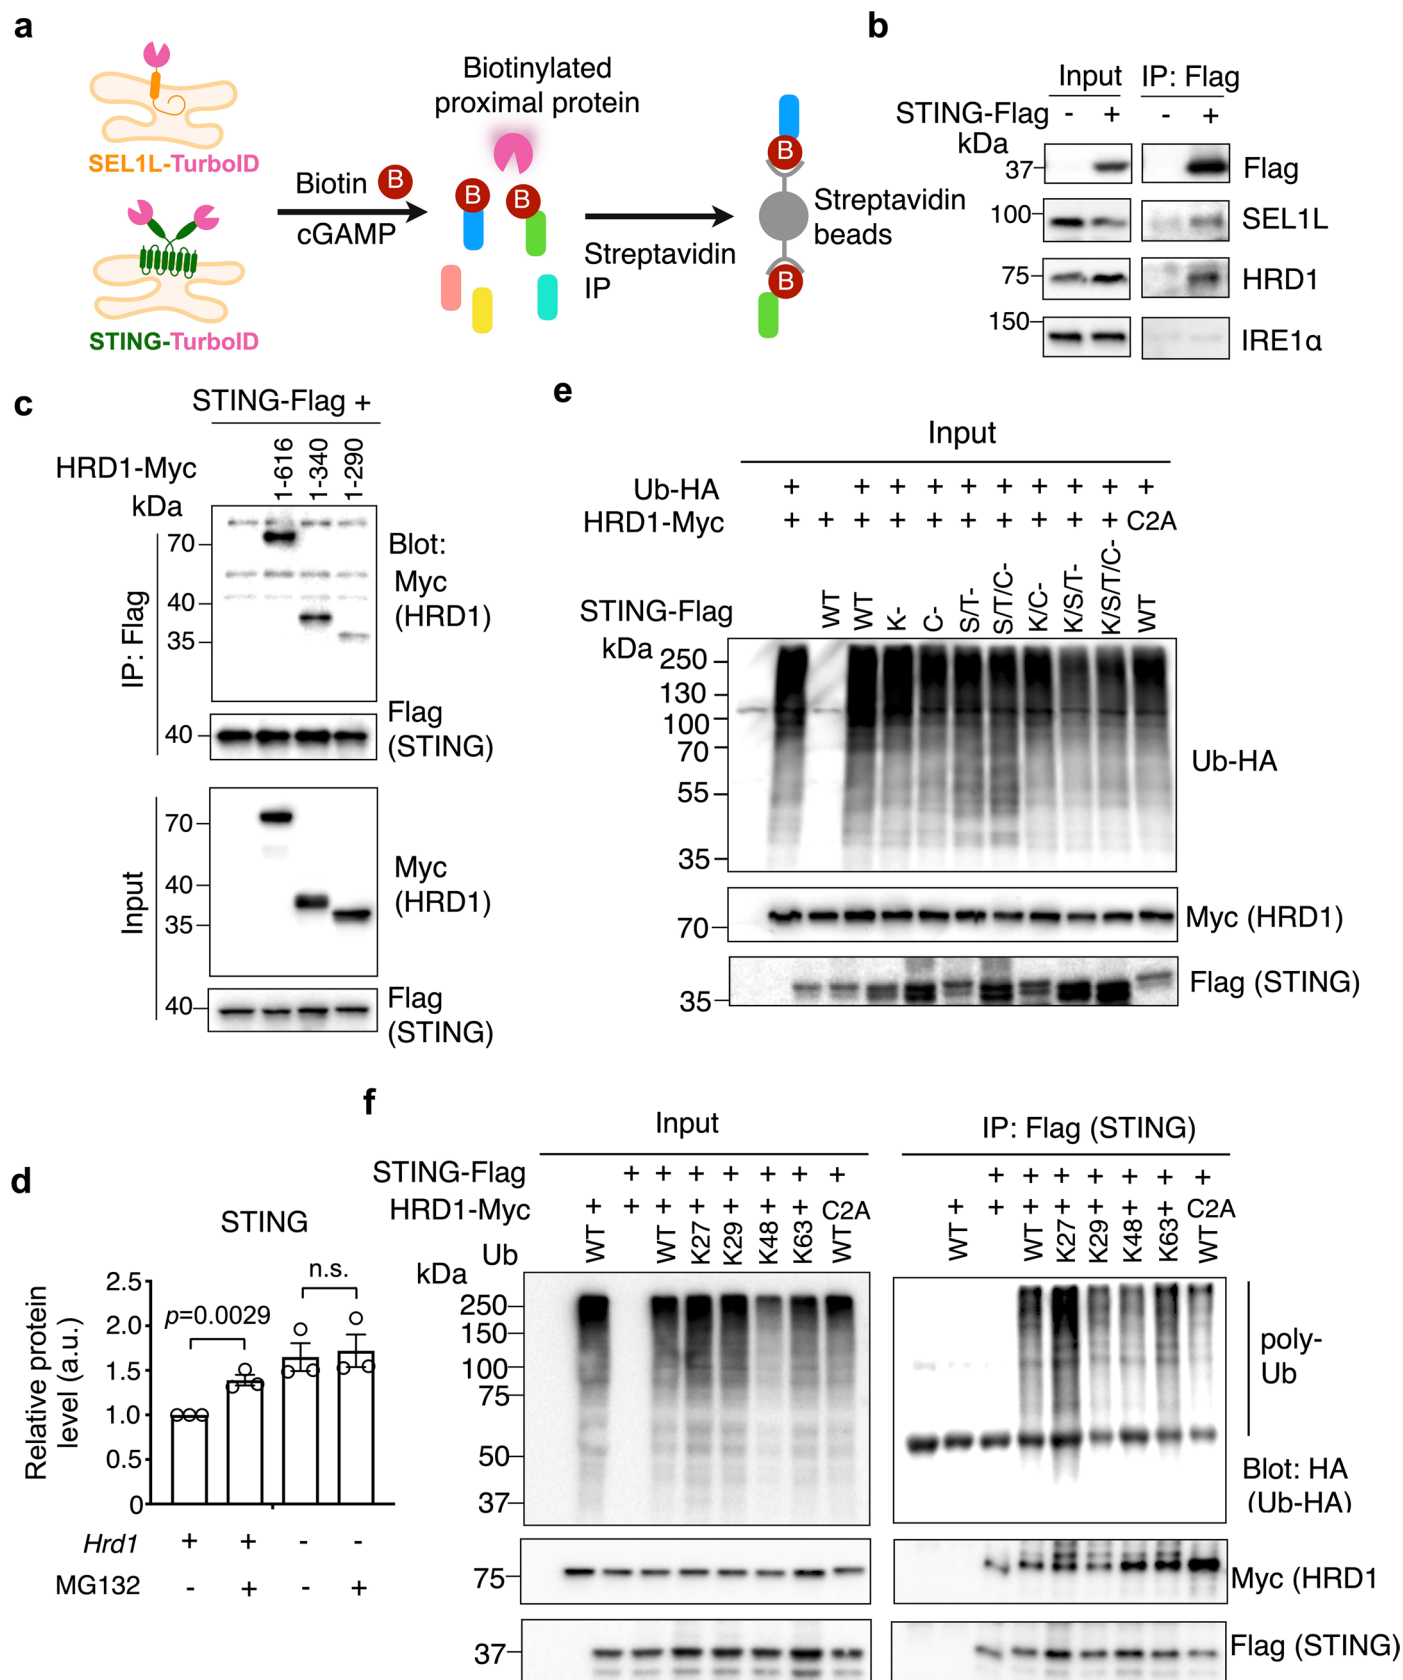 a
SEL1L-TurboID
STING-TurboID
Biotin B
cGAMP
Biotinylated
proximal protein
B
B
Streptavidin
IP
B
Streptavidin
beads
B
b
Input IP: Flag
STING-Flag - + - +
kDa
37 Flag
100 SEL1L
75 HRD1
150 IRE1α
c
STING-Flag +
HRD1-Myc 1-616 1-340 1-290
kDa
IP: Flag
70
40
35
Blot:
Myc
(HRD1)
40
Flag
(STING)
Input
70
40
35
Myc
(HRD1)
40
Flag
(STING)
e
Input
Ub-HA + + + + + + + + + +
HRD1-Myc + + + + + + + + + + C2A
STING-Flag WT WT K- C- S/T- S/T/C- K/C- K/S/T- K/S/T/C- WT
kDa
250
130
100
70
55
35
Ub-HA
70
Myc (HRD1)
35
Flag (STING)
d
STING
Relative protein
level (a.u.)
2.5
2.0
1.5
1.0
0.5
0
p=0.0029
n.s.
Hrd1 + + - -
MG132 - + - +
f
Input
STING-Flag + + + + + + +
HRD1-Myc + + + + + + + C2A
Ub WT WT K27 K29 K48 K63 WT
kDa
250
150
100
75
50
37
75
37
IP: Flag (STING)
+ + + + + + +
+ + + + + + + C2A
WT WT K27 K29 K48 K63 WT
poly-
Ub
Blot: HA
(Ub-HA)
Myc (HRD1
Flag (STING)